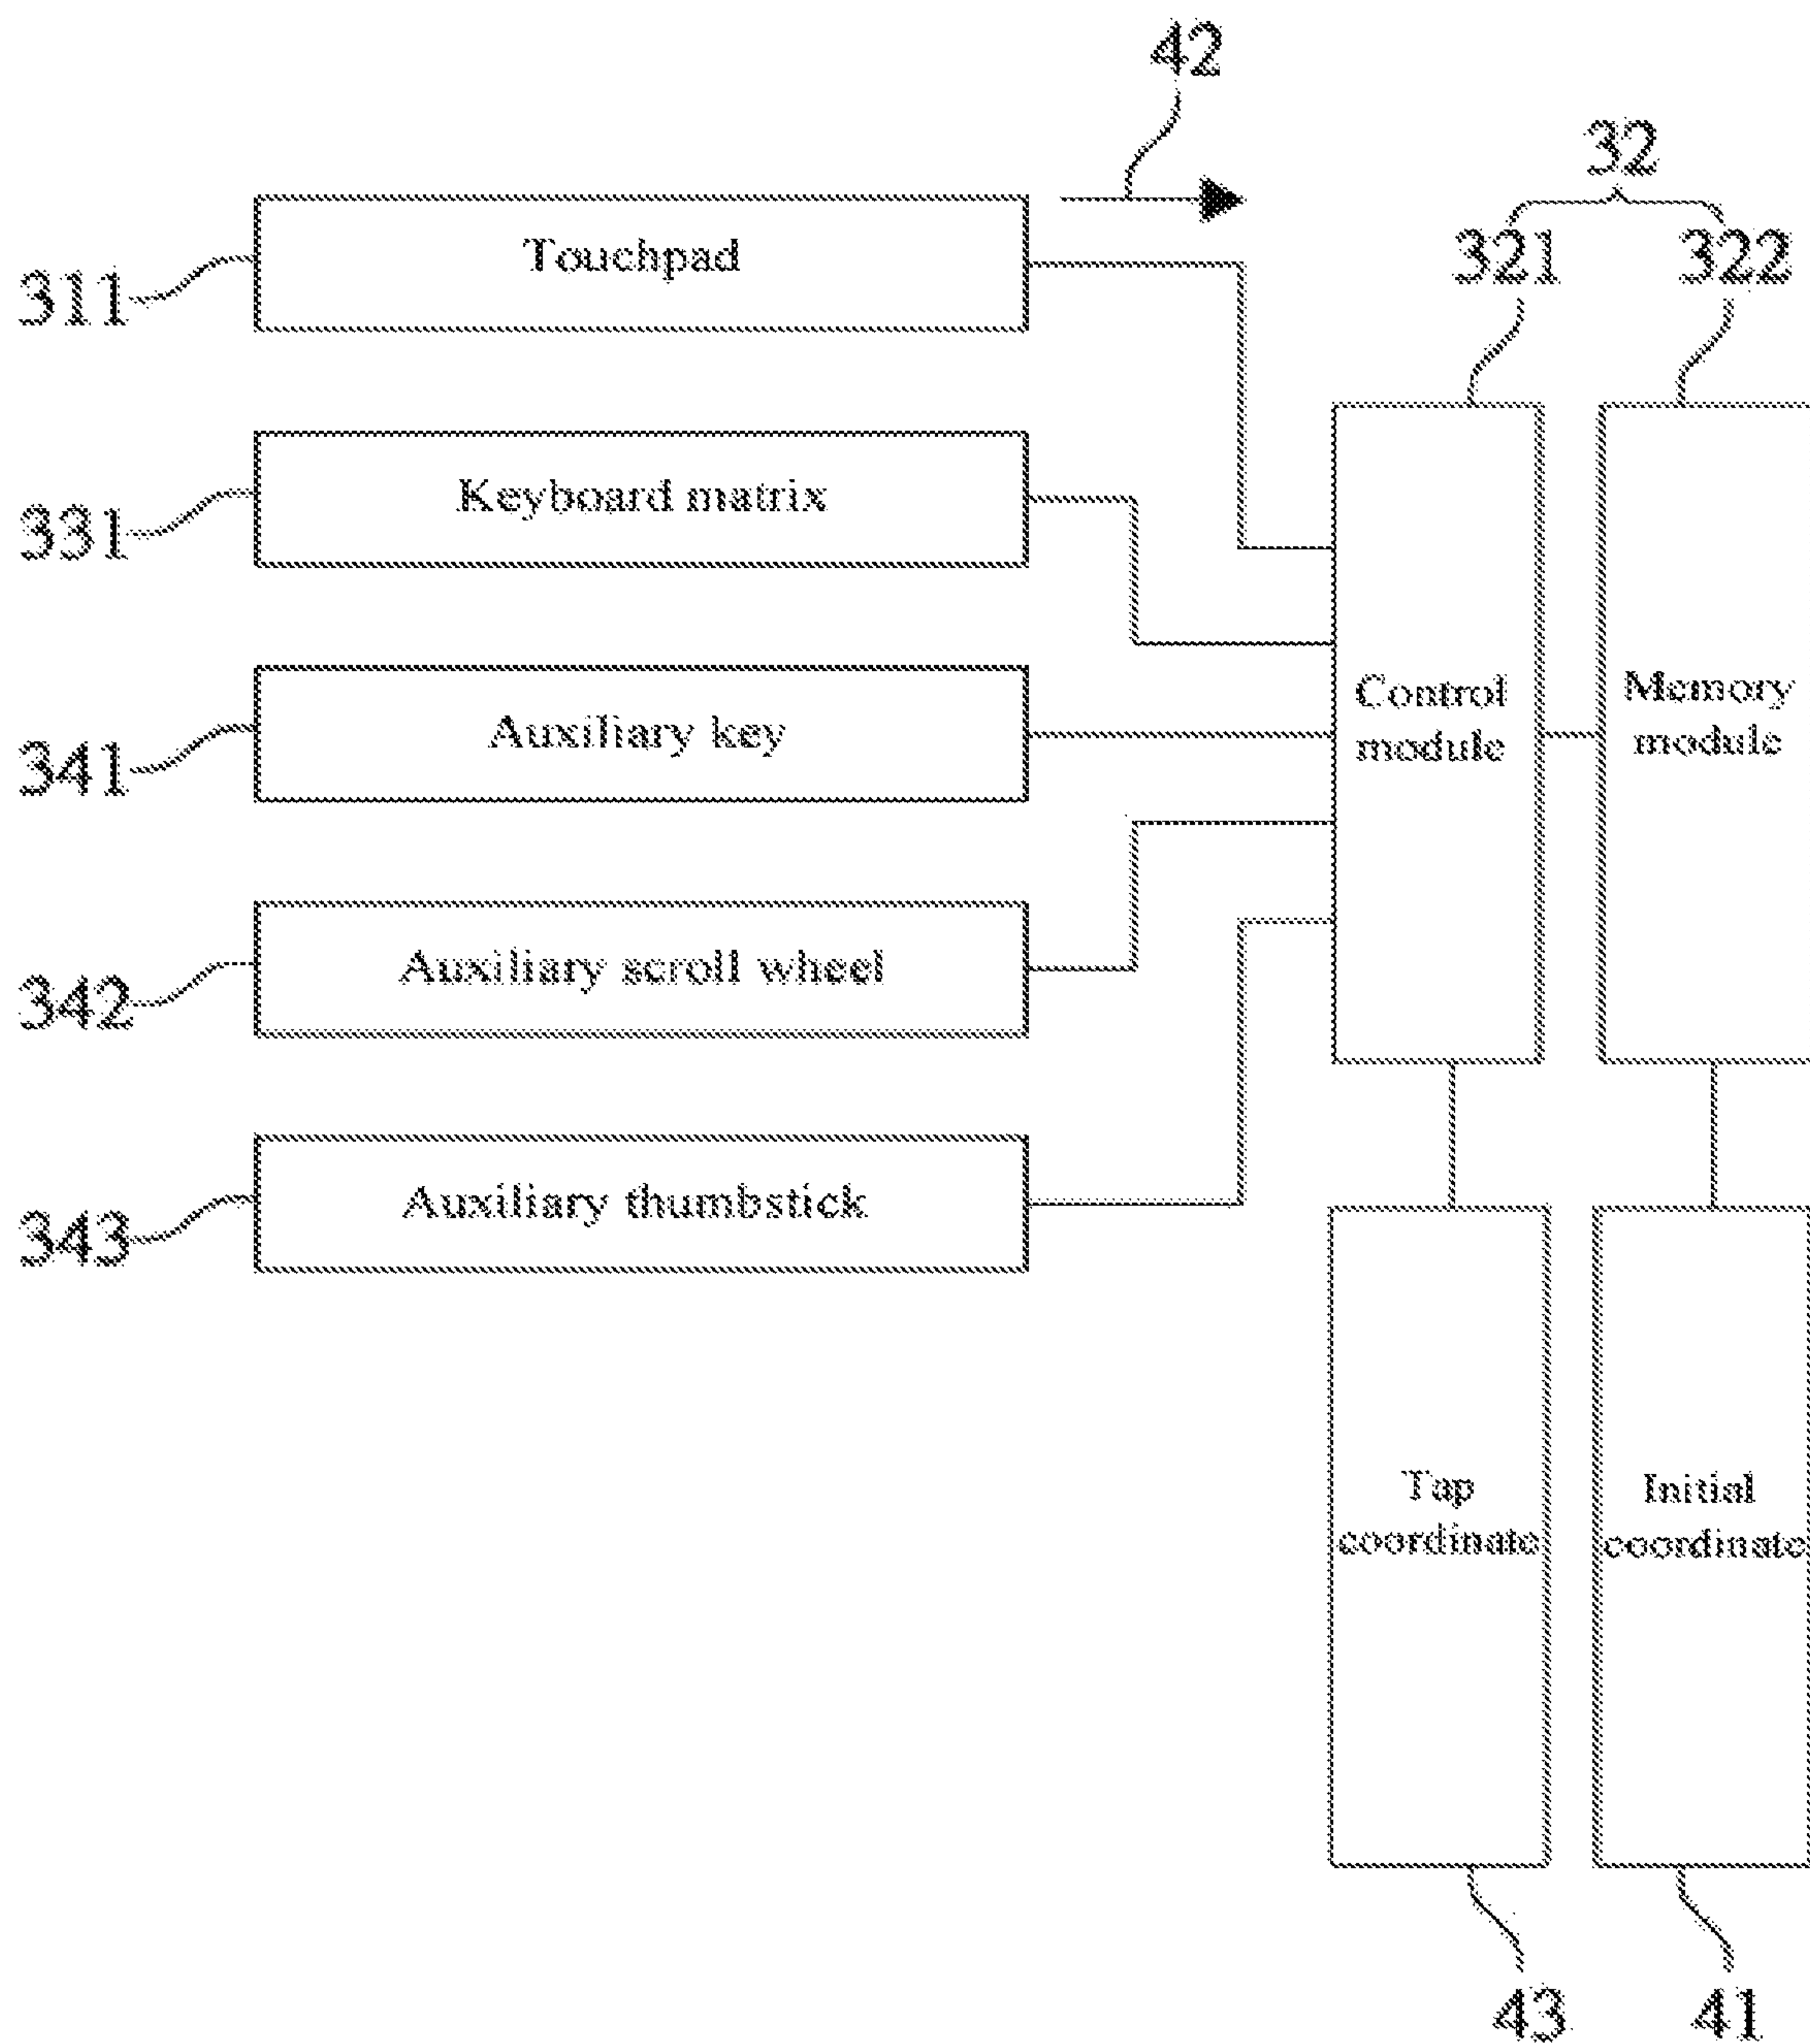 42
32
321 322
311
Touchpad
331
Keyboard matrix
341
Auxiliary key
342
Auxiliary scroll wheel
343
Auxiliary thumbstick
Control
module
Memory
module
Tap
coordinate
Initial
coordinate
43
41